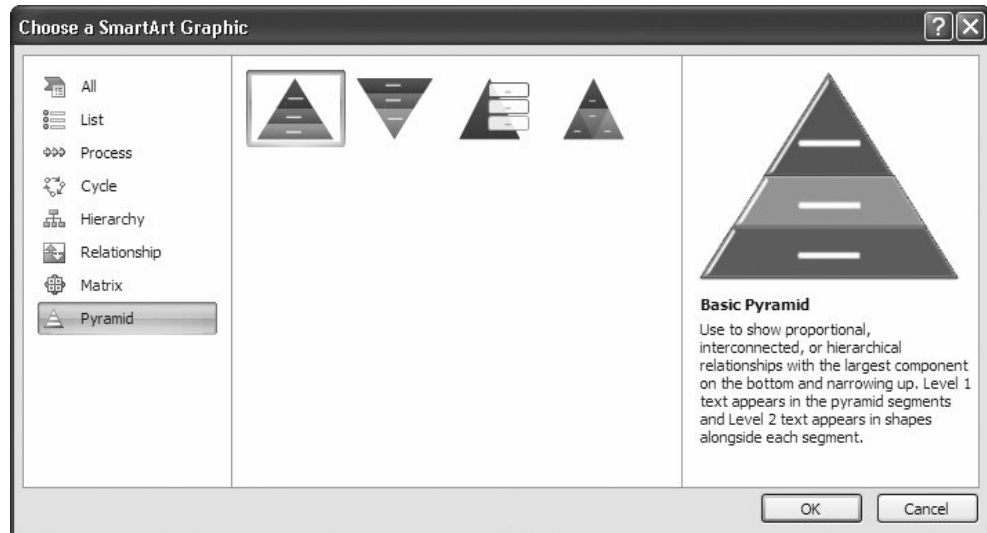 Choose a SmartArt Graphic
All
List
Process
Cycle
Hierarchy
Relationship
Matrix
Pyramid
Basic Pyramid
Use to show proportional,
interconnected, or hierarchical
relationships with the largest component
on the bottom and narrowing up. Level 1
text appears in the pyramid segments
and Level 2 text appears in shapes
alongside each segment.
OK
Cancel